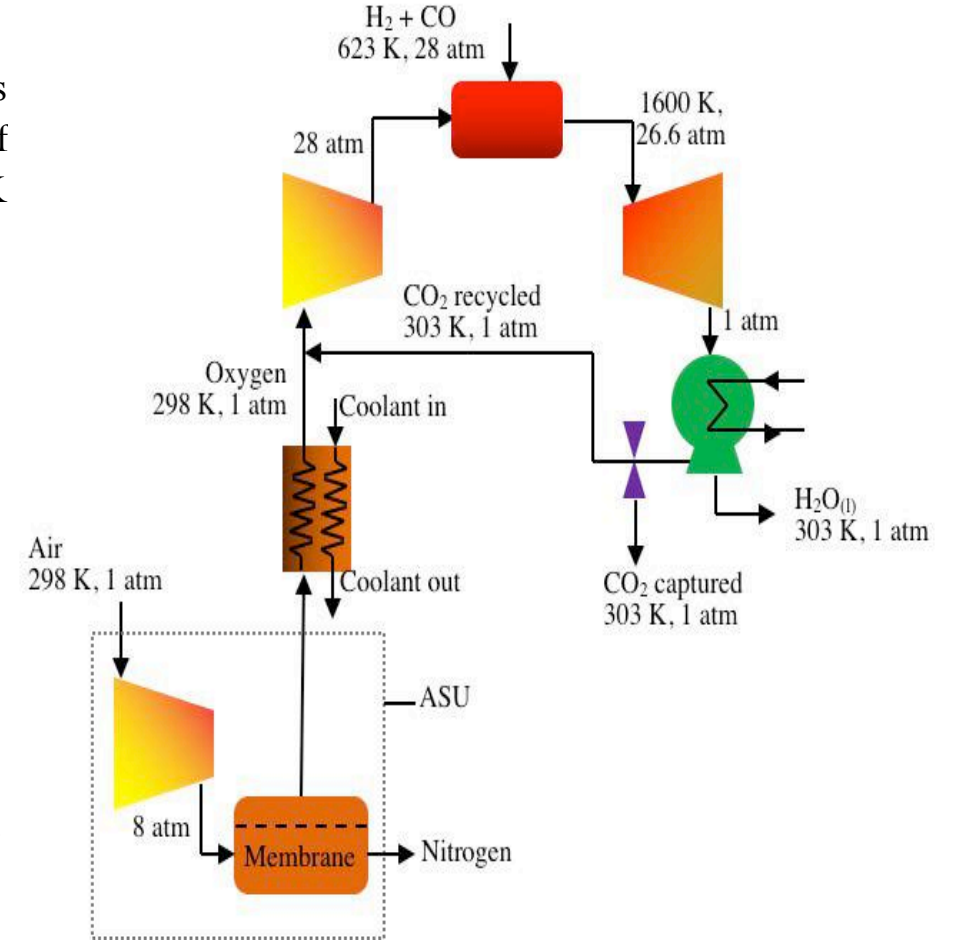 H₂ + CO
623 K, 28 atm
s
f
K
28 atm
1600 K,
26.6 atm
CO₂ recycled
303 K, 1 atm
1 atm
Oxygen
298 K, 1 atm
Coolant in
H₂O(l)
303 K, 1 atm
Air
298 K, 1 atm
Coolant out
CO₂ captured
303 K, 1 atm
ASU
8 atm
Membrane
Nitrogen